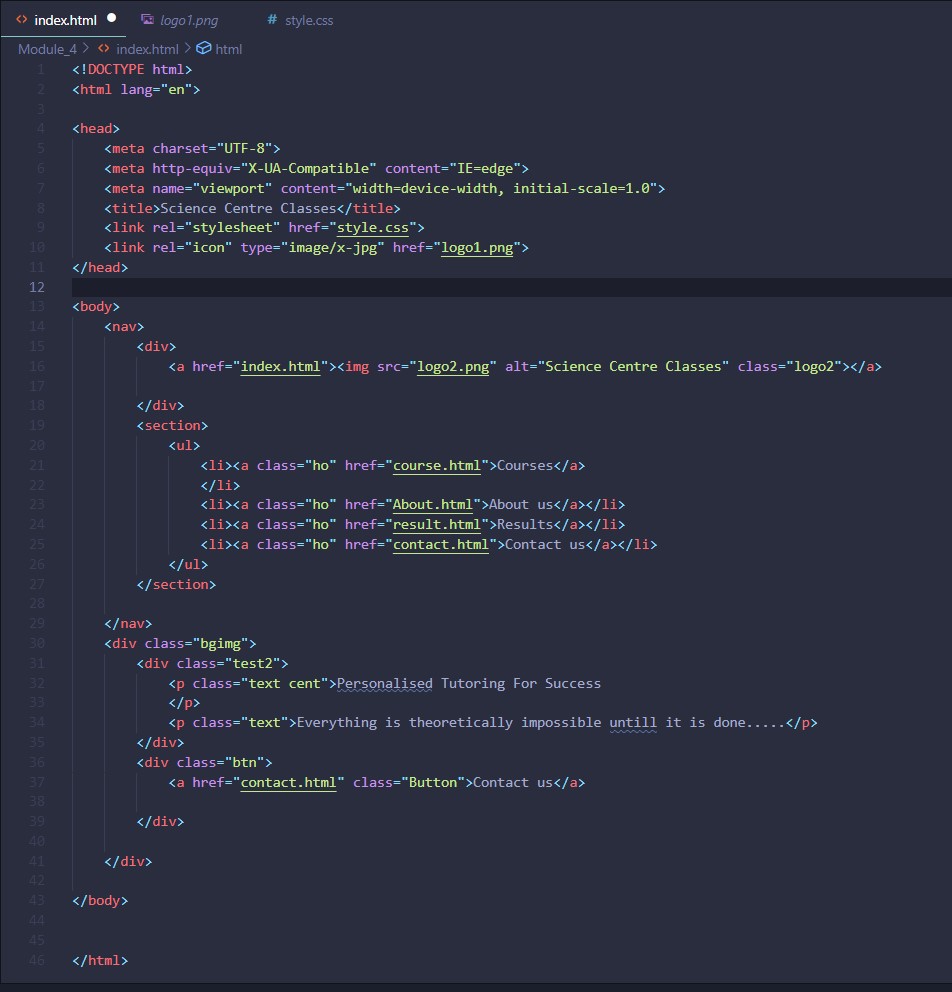 index.html logo1.png # style.css
Module_4 > index.html > html
1 <!DOCTYPE html>
2 <html lang="en">
3
4 <head>
5 <meta charset="UTF-8">
6 <meta http-equiv="X-UA-Compatible" content="IE=edge">
7 <meta name="viewport" content="width=device-width, initial-scale=1.0">
8 <title>Science Centre Classes</title>
9 <link rel="stylesheet" href="style.css">
10 <link rel="icon" type="image/x-jpg" href="logo1.png">
11 </head>
12
13 <body>
14 <nav>
15 <div>
16 <a href="index.html"><img src="logo2.png" alt="Science Centre Classes" class="logo2"></a>
17
18 </div>
19 <section>
20 <ul>
21 <li><a class="ho" href="course.html">Courses</a>
22 </li>
23 <li><a class="ho" href="About.html">About us</a></li>
24 <li><a class="ho" href="result.html">Results</a></li>
25 <li><a class="ho" href="contact.html">Contact us</a></li>
26 </ul>
27 </section>
28
29 </nav>
30 <div class="bgimg">
31 <div class="test2">
32 <p class="text cent">Personalised Tutoring For Success
33 </p>
34 <p class="text">Everything is theoretically impossible untill it is done.....</p>
35 </div>
36 <div class="btn">
37 <a href="contact.html" class="Button">Contact us</a>
38
39 </div>
40
41 </div>
42
43 </body>
44
45
46 </html>